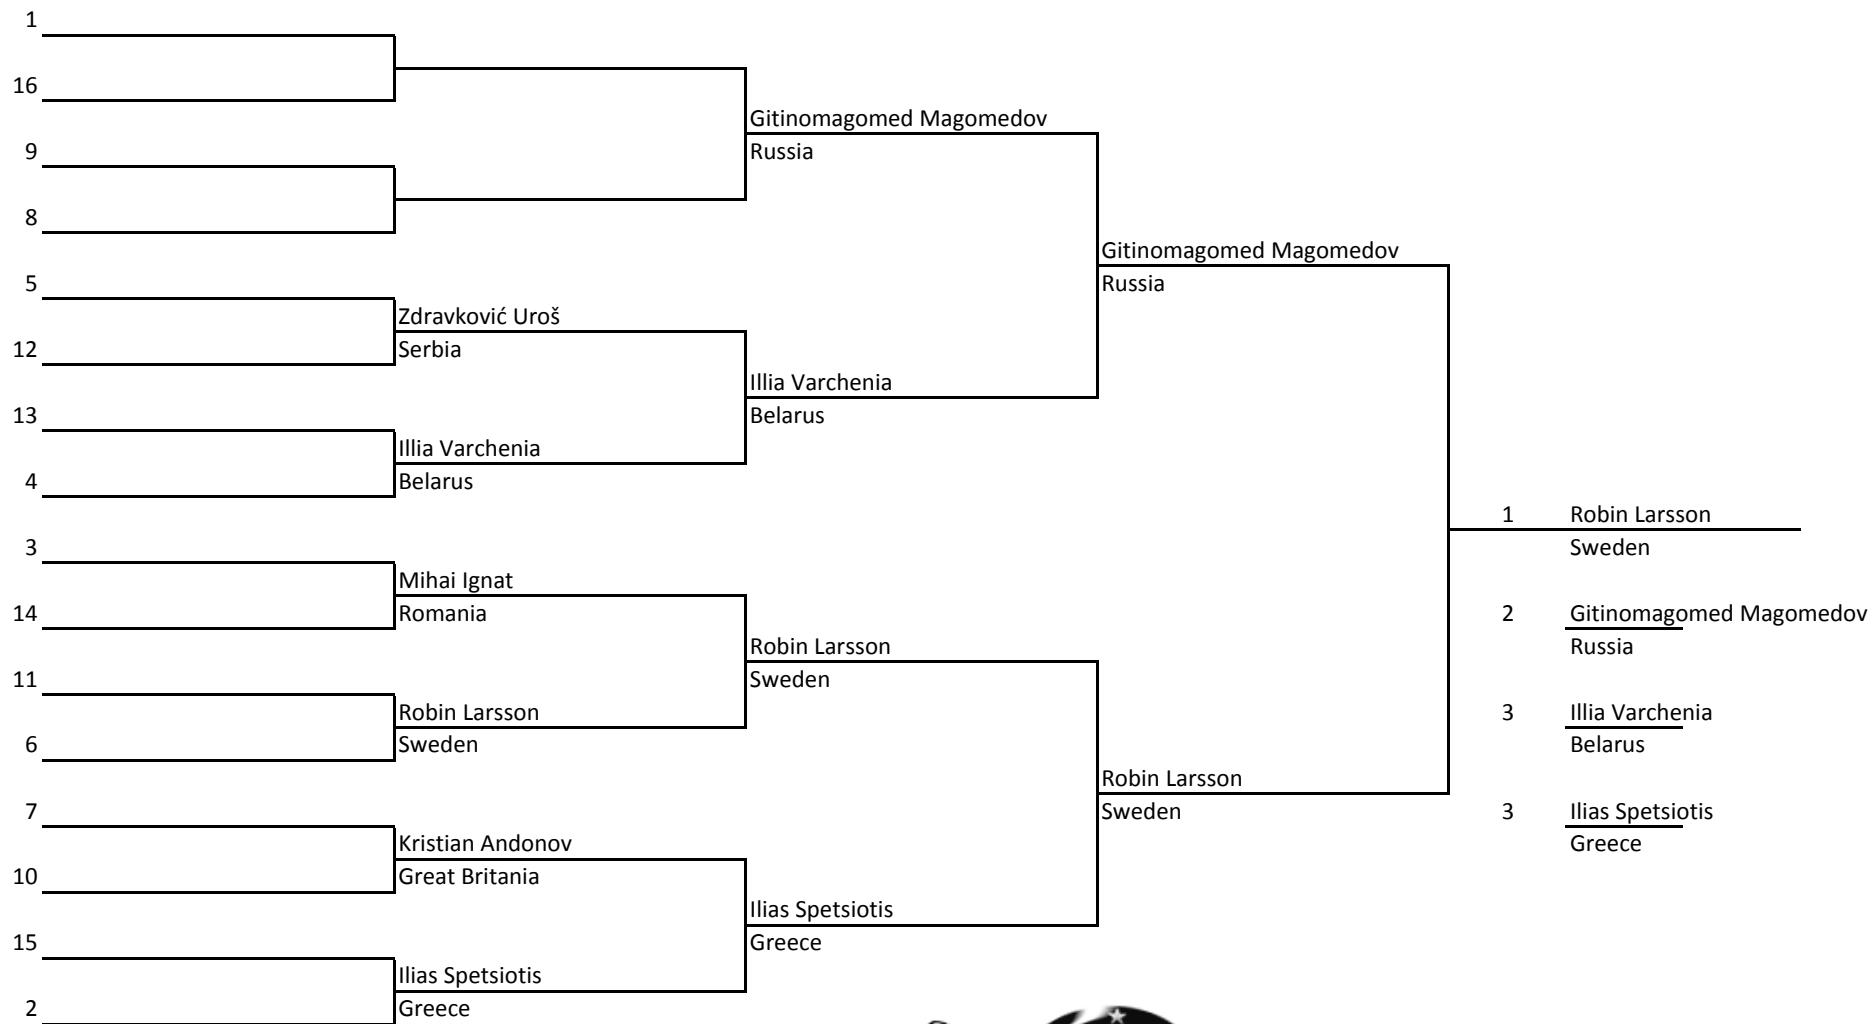 1
16
Gitinomagomed Magomedov
9
Russia
8
Gitinomagomed Magomedov
5
Russia
Zdravković Uroš
12
Serbia
Illia Varchenia
13
Belarus
Illia Varchenia
4
Belarus
1 Robin Larsson
3
Sweden
Mihai Ignat
14
Romania
2 Gitinomagomed Magomedov
Robin Larsson
Russia
11
Sweden
Robin Larsson
3 Illia Varchenia
6
Sweden
Belarus
Robin Larsson
7
Sweden
3 Ilias Spetsiotis
Kristian Andonov
Greece
10
Great Britania
Ilias Spetsiotis
15
Greece
Ilias Spetsiotis
2
Greece